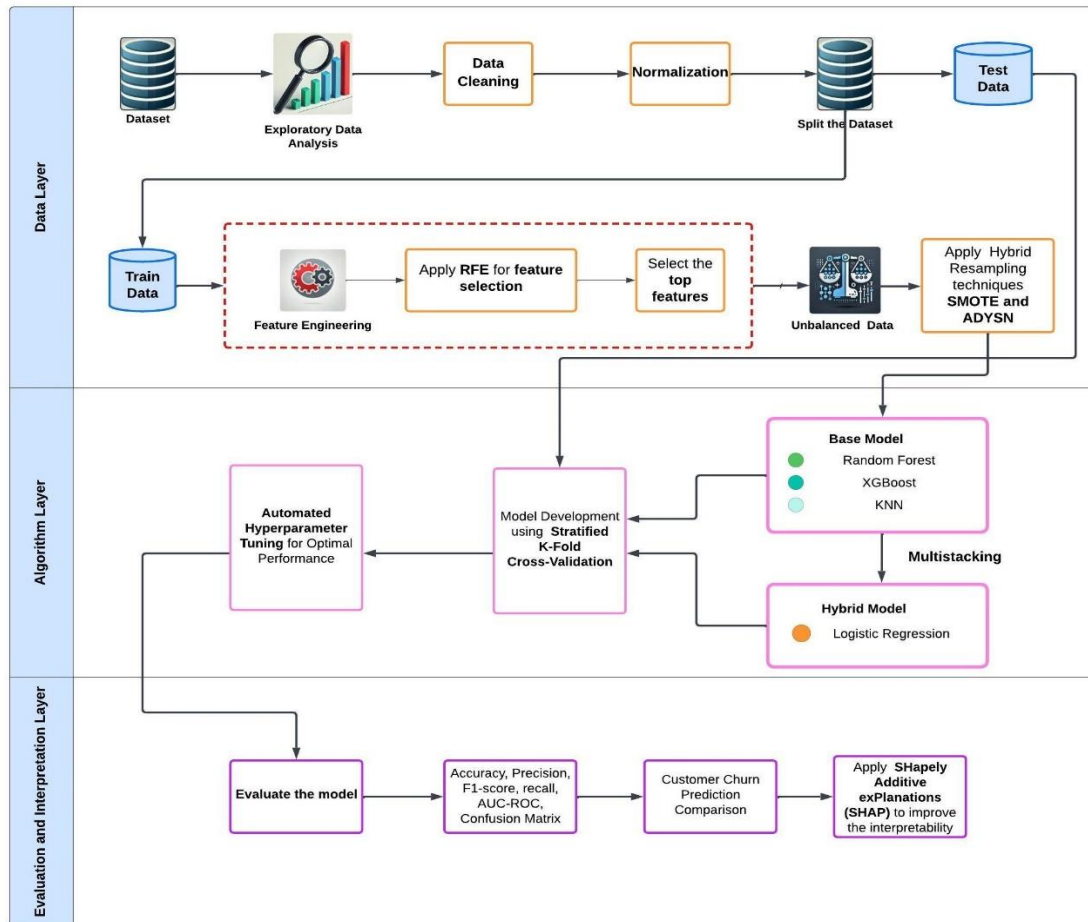 Data Layer
Dataset
Exploratory Data
Analysis
Data
Cleaning
Normalization
Split the Dataset
Test
Data
Train
Data
Feature Engineering
Apply RFE for feature
selection
Select the
top
features
Unbalanced Data
Apply Hybrid
Resampling
techniques
SMOTE and
ADYSN
Algorithm Layer
Base Model
Random Forest
XGBoost
KNN
Multistacking
Hybrid Model
Logistic Regression
Model Development
using Stratified
K-Fold
Cross-Validation
Automated
Hyperparameter
Tuning for Optimal
Performance
Evaluation and Interpretation Layer
Evaluate the model
Accuracy, Precision,
F1-score, recall,
AUC-ROC,
Confusion Matrix
Customer Churn
Prediction
Comparison
Apply SHapely
Additive
exPlanations
(SHAP) to improve
the interpretability